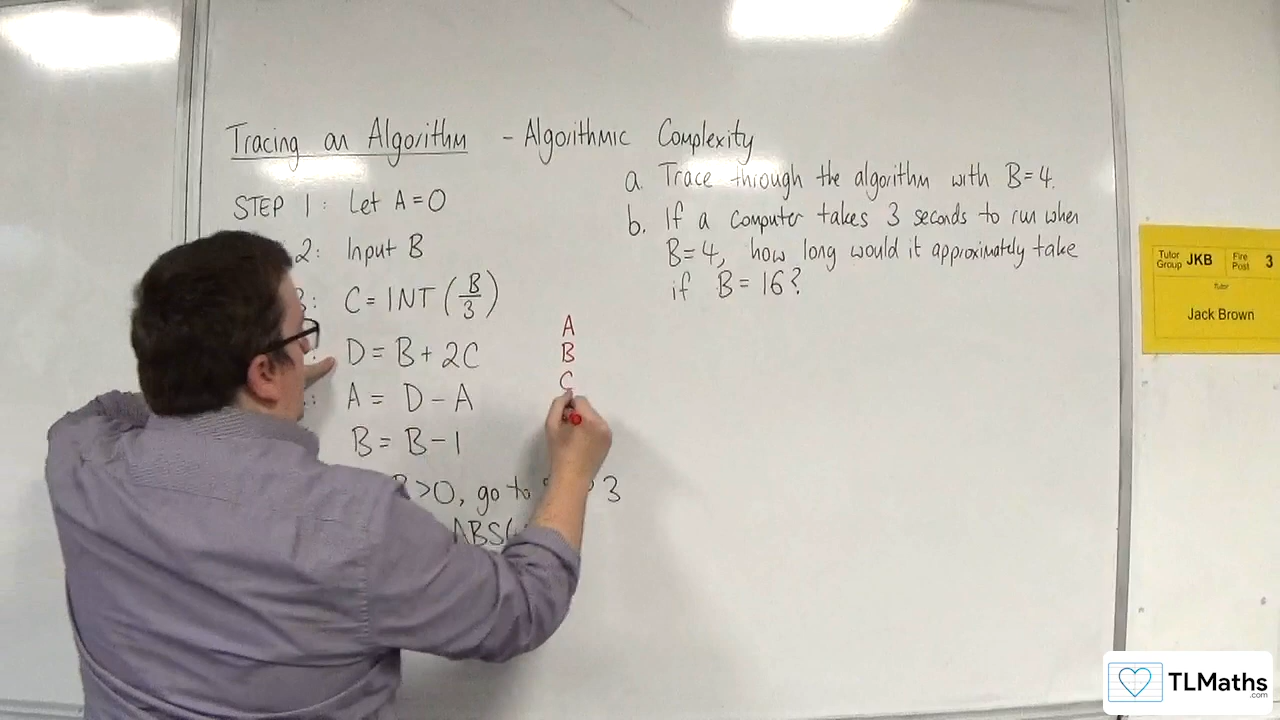 Tracing an Algorithm - Algorithmic Complexity
STEP 1: Let A=0
2: Input B
3: C=INT(B/3)
: D=B+2C
: A= D-A
B= B-1
>0, go to 3
ABS(
a. Trace through the algorithm with B=4.
b. If a computer takes 3 seconds to run when
B=4, how long would it approximately take
if B=16?
A
B
C
Tutor Group JKB Fire Post 3
Tutor
Jack Brown
TLMaths
.com